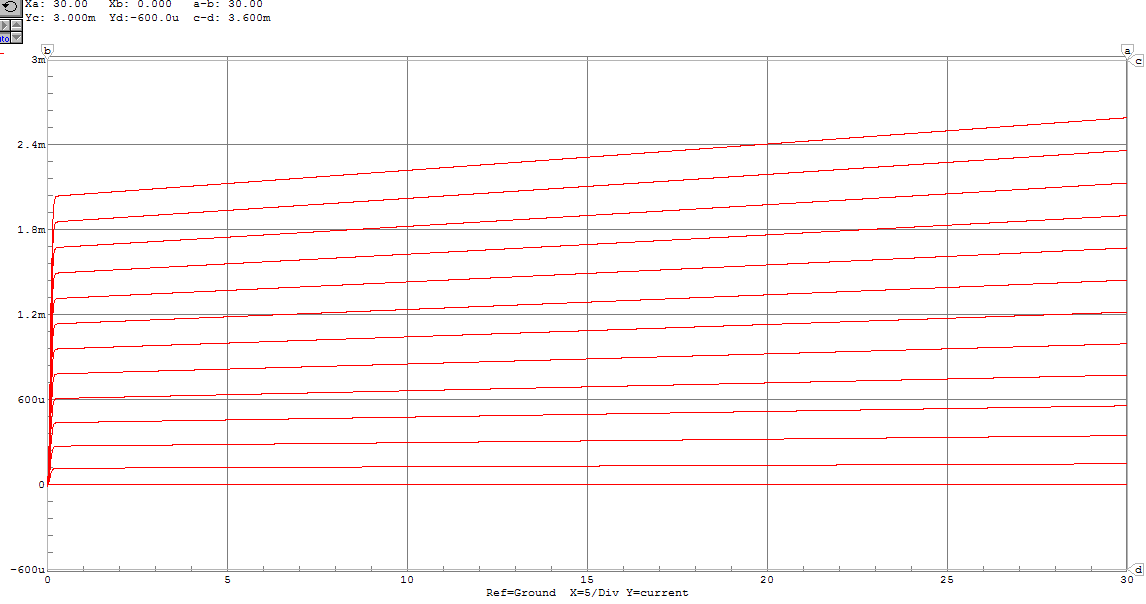 Xa: 30.00 Xb: 0.000 a-b: 30.00
Yc: 3.000m Yd:-600.0u c-d: 3.600m
b a
3m c
2.4m
1.8m
1.2m
600u
0
-600u d
0 5 10 15 20 25 30
Ref=Ground X=5/Div Y=current